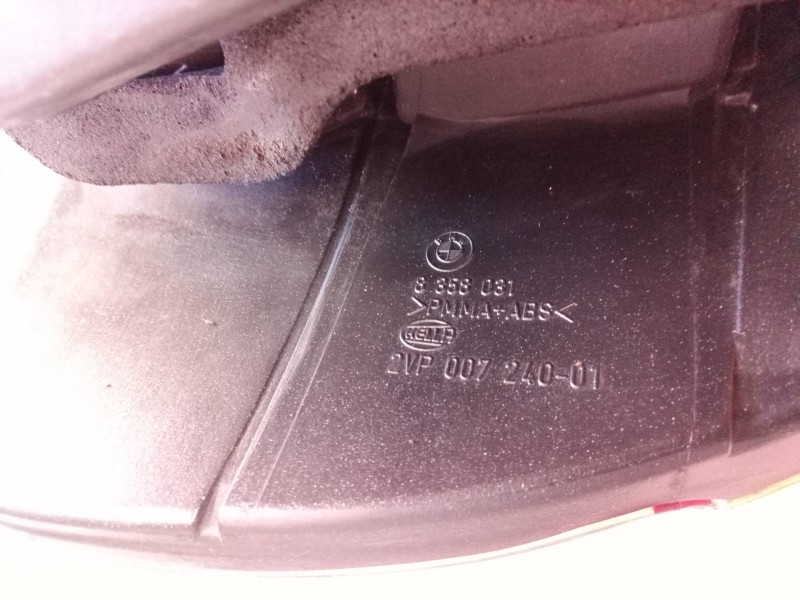 8 358 031
>PMMA+ABS<
HELLA
2VP 007 240-01